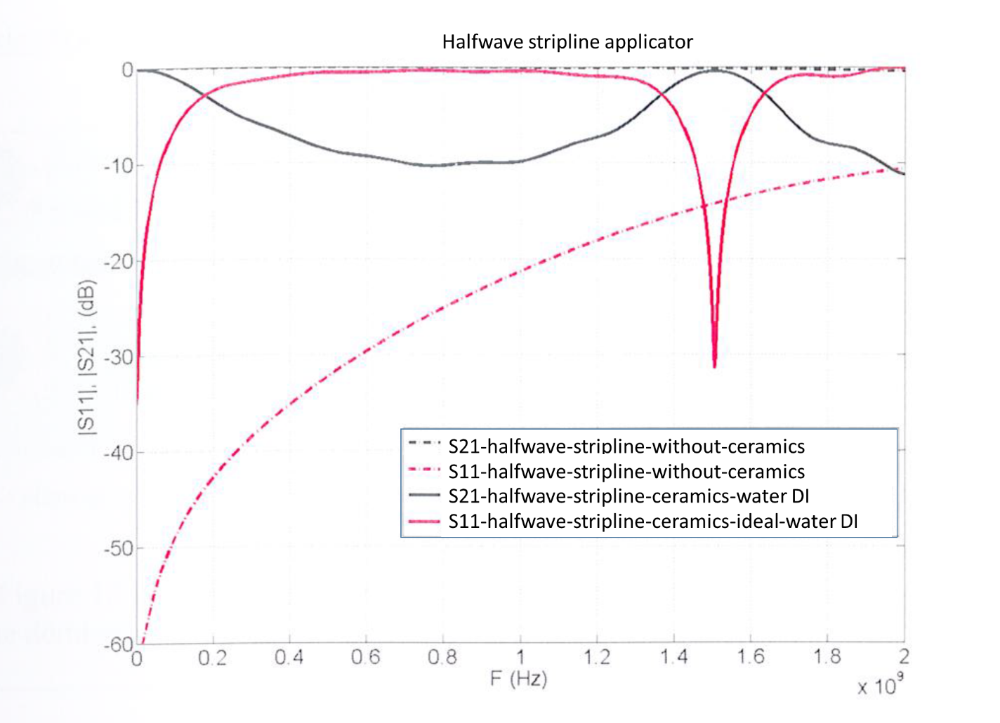 Halfwave stripline applicator
|S11|, |S21|, (dB)
0
-10
-20
-30
-40
-50
-60
S21-halfwave-stripline-without-ceramics
S11-halfwave-stripline-without-ceramics
S21-halfwave-stripline-ceramics-water DI
S11-halfwave-stripline-ceramics-ideal-water DI
0 0.2 0.4 0.6 0.8 1 1.2 1.4 1.6 1.8 2
F (Hz)
x 10⁹